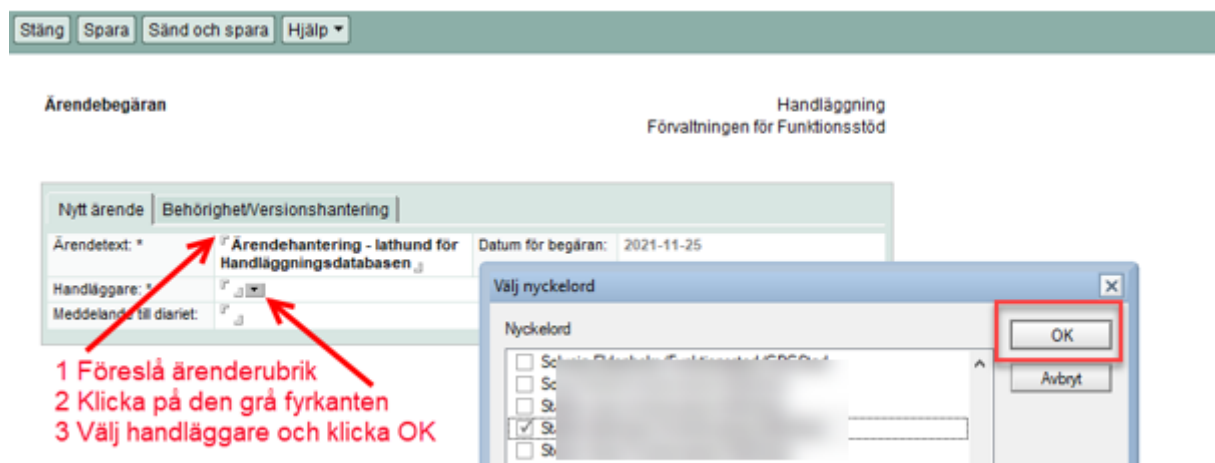 Stäng Spara Sänd och spara Hjälp
Ärendebegäran
Handläggning
Förvaltningen för Funktionsstöd
Nytt ärende Behörighet/Versionshantering
Ärendetext: * Ärendehantering - lathund för Handläggningsdatabasen
Datum för begäran: 2021-11-25
Handläggare: *
Meddelande till diariet:
1 Föreslå ärenderubrik
2 Klicka på den grå fyrkanten
3 Välj handläggare och klicka OK
Välj nyckelord
Nyckelord
OK
Avbryt